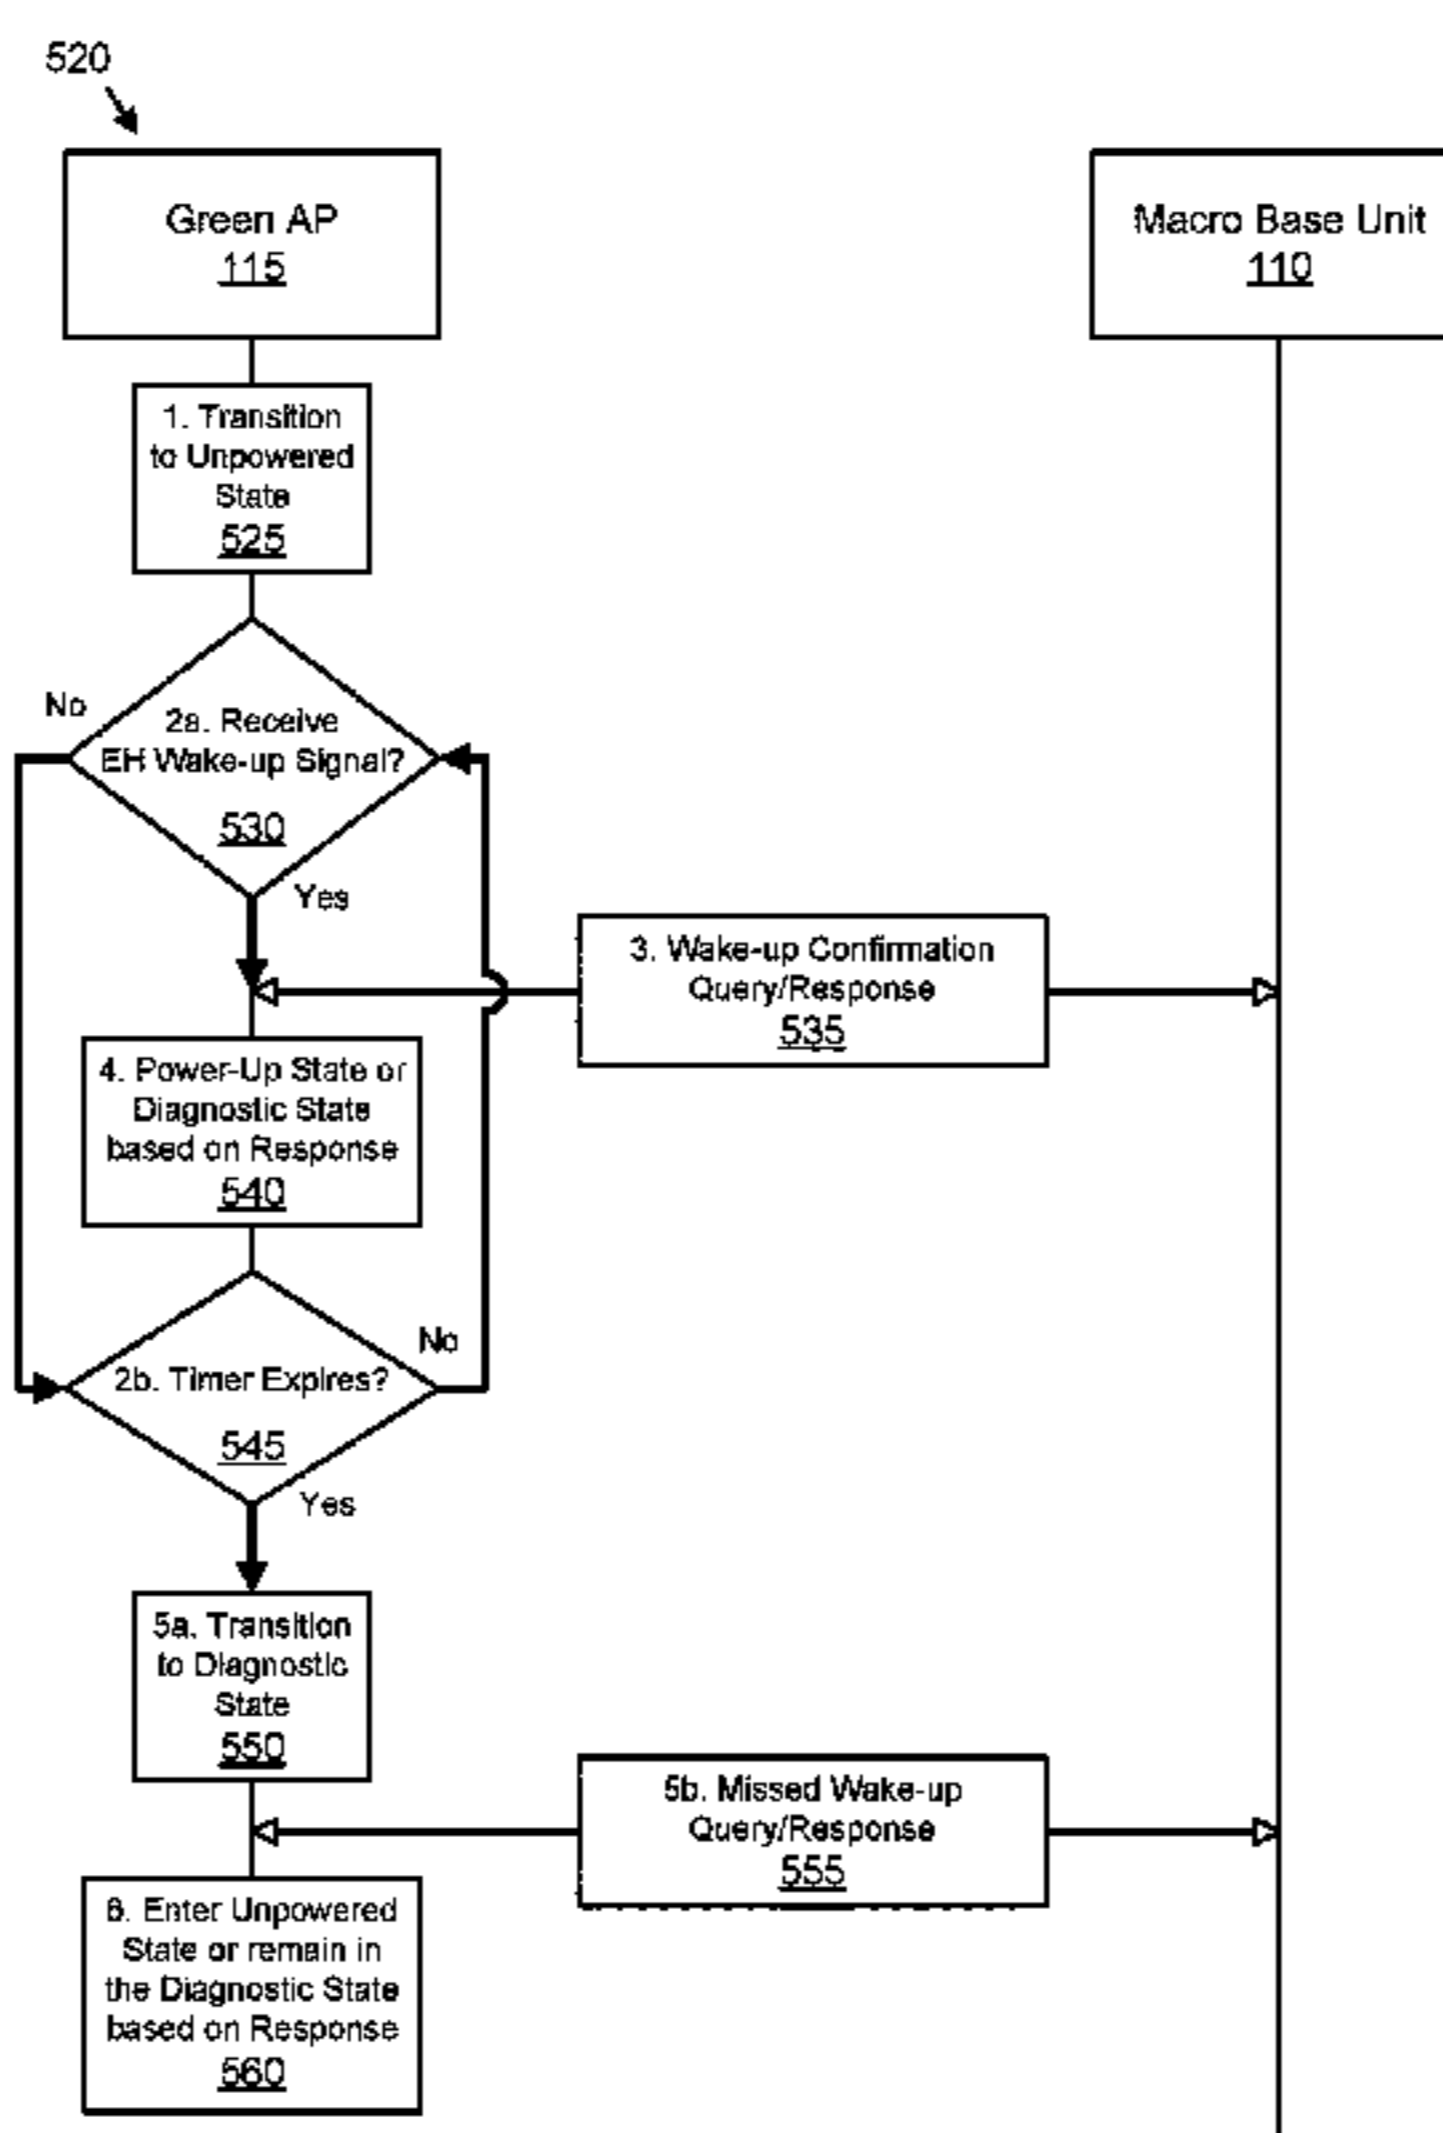 520
Green AP
115
Macro Base Unit
110
1. Transition
to Unpowered
State
525
No
2a. Receive
EH Wake-up Signal?
530
Yes
3. Wake-up Confirmation
Query/Response
535
4. Power-Up State or
Diagnostic State
based on Response
540
No
2b. Timer Expires?
545
Yes
5a. Transition
to Diagnostic
State
550
5b. Missed Wake-up
Query/Response
555
6. Enter Unpowered
State or remain in
the Diagnostic State
based on Response
560